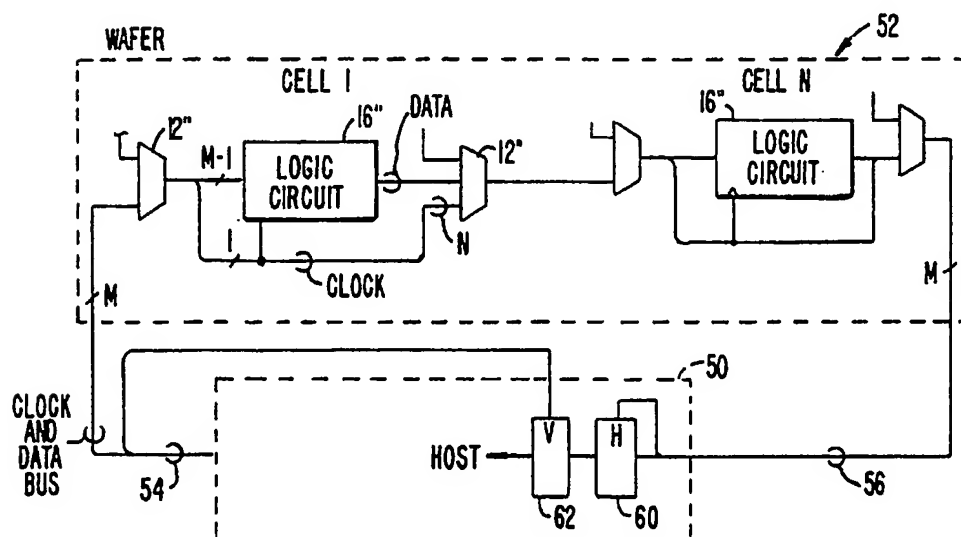 WAFER
52
CELL 1
CELL N
12"
16"
DATA
M-1
LOGIC
CIRCUIT
12"
16"
LOGIC
CIRCUIT
1
N
CLOCK
M
M
50
CLOCK
AND
DATA
BUS
54
HOST
V
H
56
62
60